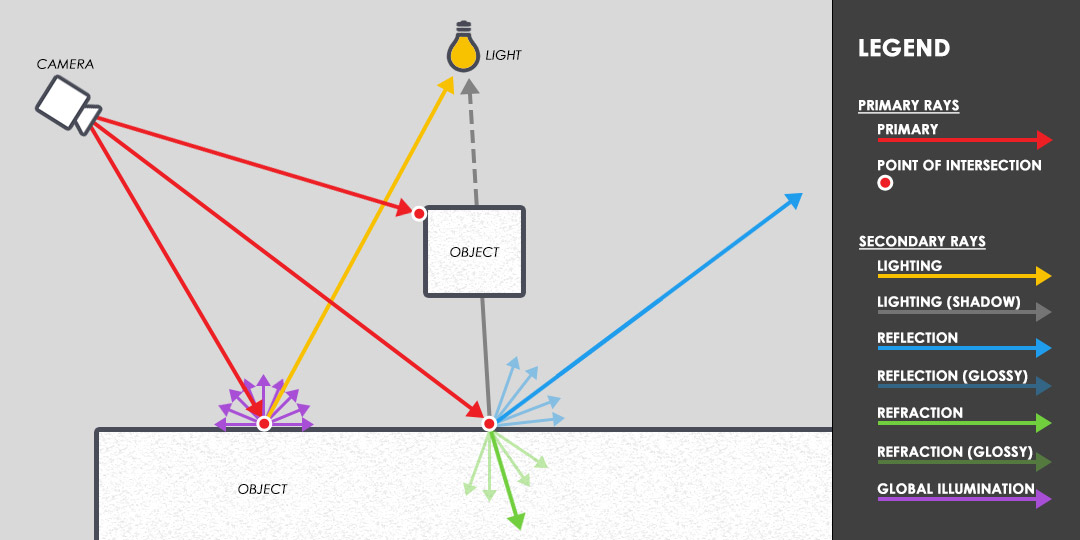 CAMERA
LIGHT
OBJECT
OBJECT
LEGEND
PRIMARY RAYS
PRIMARY
POINT OF INTERSECTION
SECONDARY RAYS
LIGHTING
LIGHTING (SHADOW)
REFLECTION
REFLECTION (GLOSSY)
REFRACTION
REFRACTION (GLOSSY)
GLOBAL ILLUMINATION